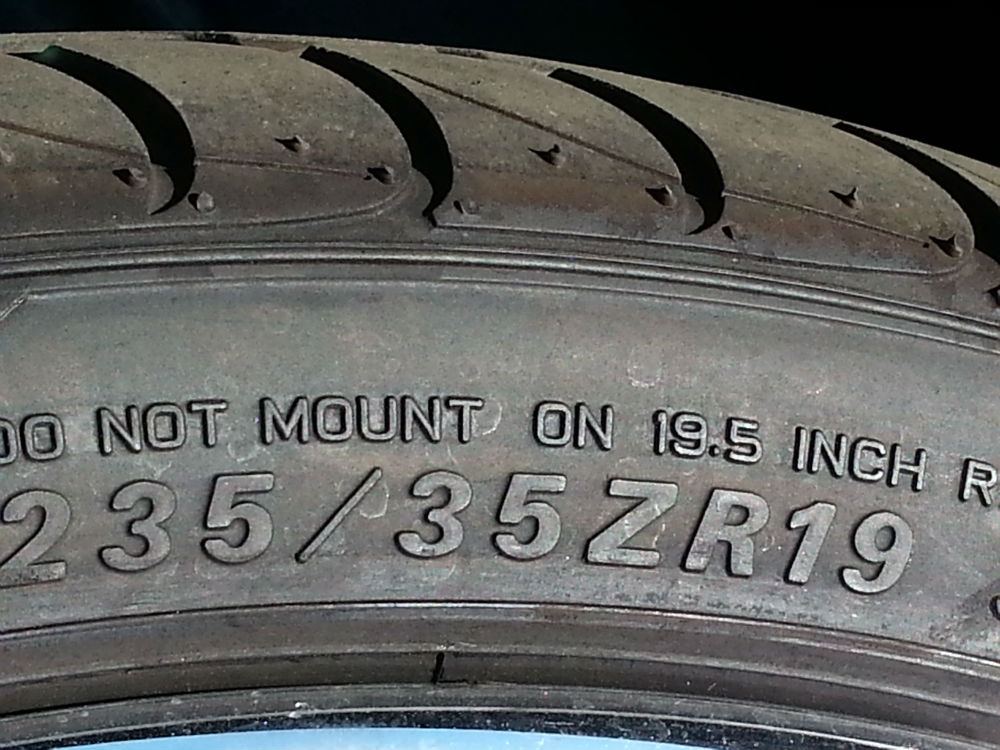 DO NOT MOUNT ON 19.5 INCH R
235/35ZR19
L